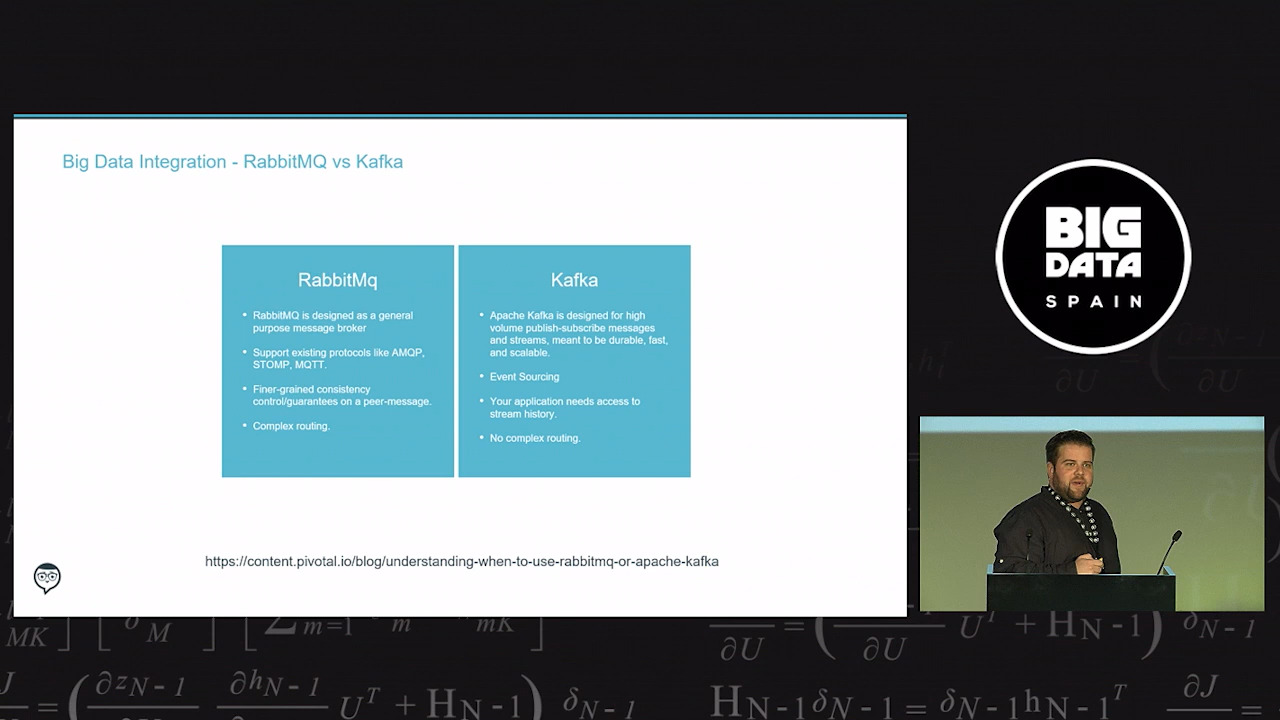 Big Data Integration - RabbitMQ vs Kafka
RabbitMq
• RabbitMQ is designed as a general
purpose message broker
• Support existing protocols like AMQP,
STOMP, MQTT.
• Finer-grained consistency
control/guarantees on a peer-message.
• Complex routing.
Kafka
• Apache Kafka is designed for high
volume publish-subscribe messages
and streams, meant to be durable, fast,
and scalable.
• Event Sourcing
• Your application needs access to
stream history.
• No complex routing.
https://content.pivotal.io/blog/understanding-when-to-use-rabbitmq-or-apache-kafka
BIG
DATA
SPAIN